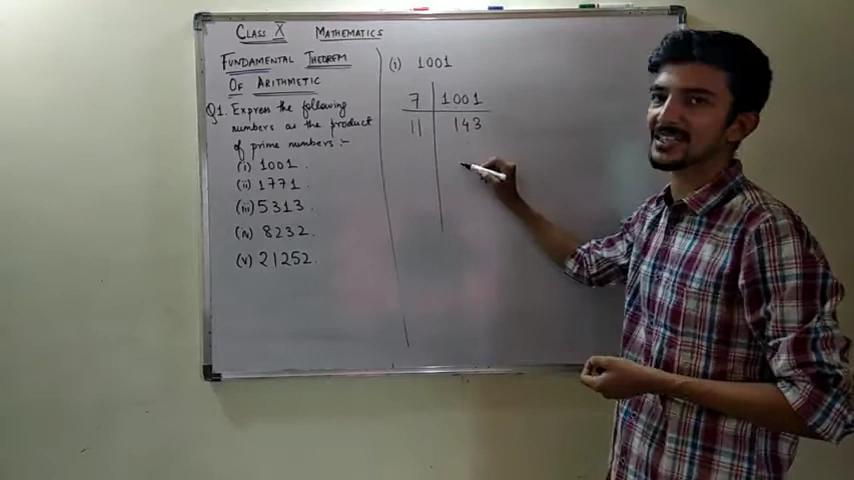 CLASS X MATHEMATICS
FUNDAMENTAL THEOREM
OF ARITHMETIC
Q1. Express the following
numbers as the product
of prime numbers :-
(i) 1001.
(ii) 1771.
(iii) 5313.
(iv) 8232.
(v) 21252.
(i) 1001
7 1001
11 143